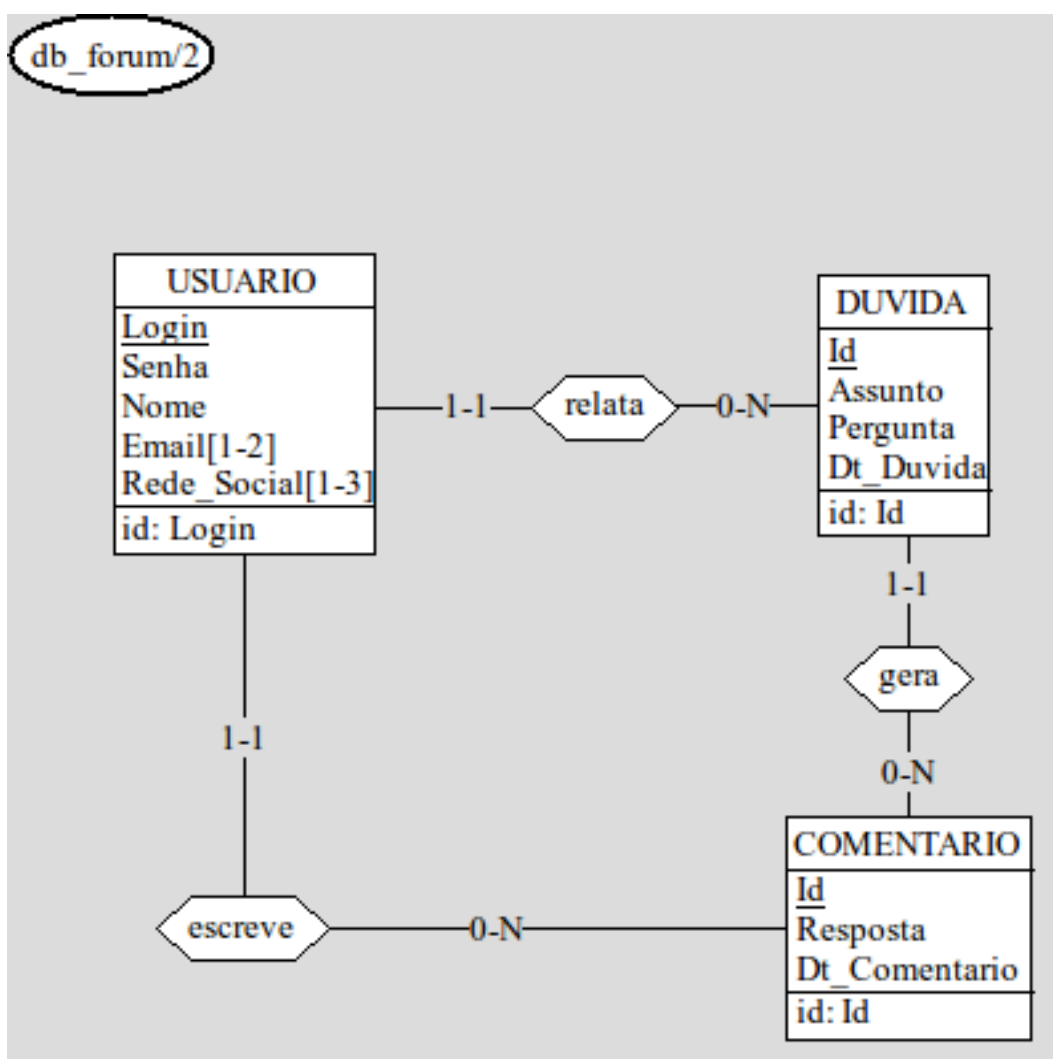 db_forum/2
USUARIO
Login
Senha
Nome
Email[1-2]
Rede_Social[1-3]
id: Login
1-1
relata
0-N
DUVIDA
Id
Assunto
Pergunta
Dt_Duvida
id: Id
1-1
gera
0-N
1-1
escreve
0-N
COMENTARIO
Id
Resposta
Dt_Comentario
id: Id